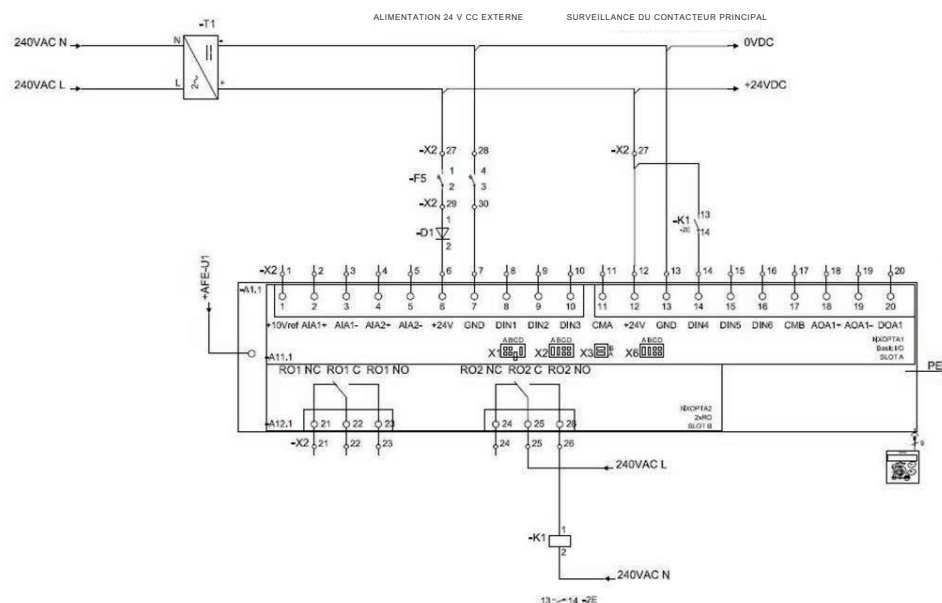 ALIMENTATION 24 V CC EXTERNE SURVEILLANCE DU CONTACTEUR PRINCIPAL
-T1
240VAC N N - 0VDC
240VAC L L + +24VDC
2~
-X2 27 28 -X2 27
-F5 1 2 4 3
-X2 29 30
-K1 13
-2E 14
-D1 1 2
+AFE-U1
-X2 1 2 3 4 5 6 7 8 9 10 11 12 13 14 15 16 17 18 19 20
-A1.1
1 2 3 4 5 6 7 8 9 10 11 12 13 14 15 16 17 18 19 20
+10Vref AIA1+ AIA1- AIA2+ AIA2- +24V GND DIN1 DIN2 DIN3 CMA +24V GND DIN4 DIN5 DIN6 CMB AOA1+ AOA1- DOA1
ABCD ABCD ABCD
X1 X2 X3 X6
NXOPTA1
Basic I/O
SLOT A
-A11.1
PE
RO1 NC RO1 C RO1 NO RO2 NC RO2 C RO2 NO
NXOPTA2
2xRO
SLOT B
-A12.1 21 22 23 24 25 26
-X2 21 22 23 24 25 26
9
240VAC L
-K1 1 2
240VAC N
13 14 -2E